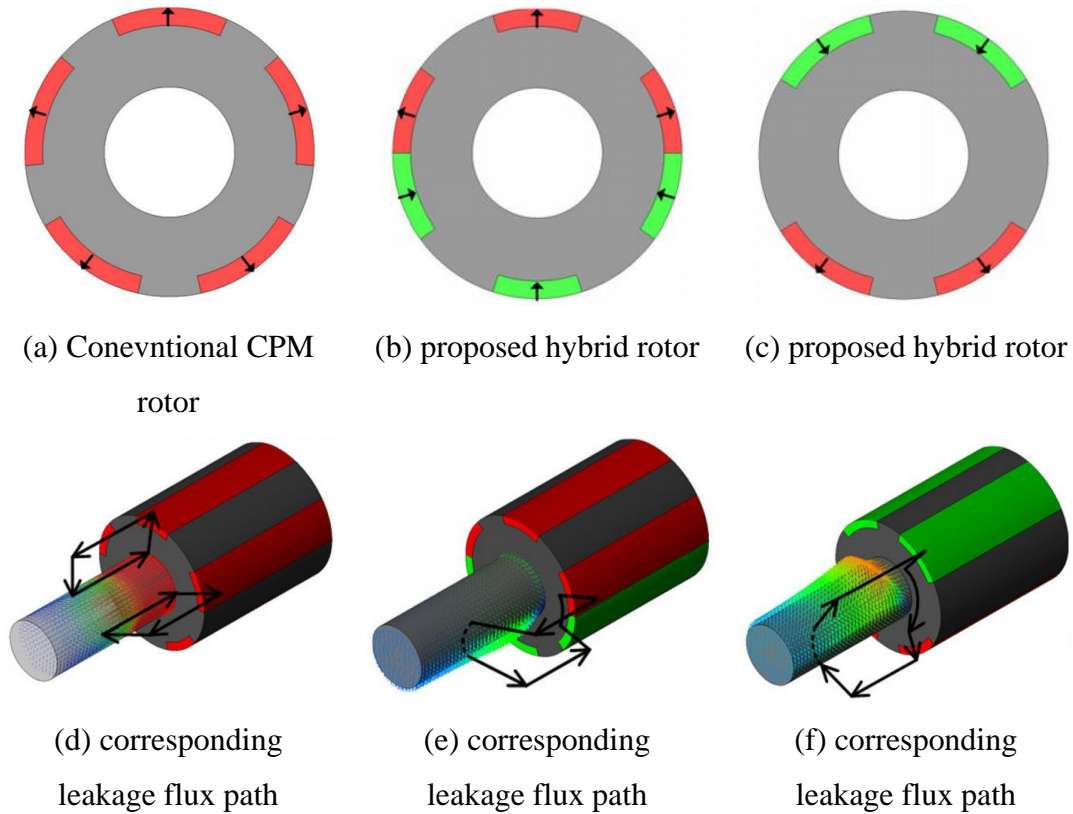 (a) Conevntional CPM
rotor
(b) proposed hybrid rotor
(c) proposed hybrid rotor
(d) corresponding
leakage flux path
(e) corresponding
leakage flux path
(f) corresponding
leakage flux path